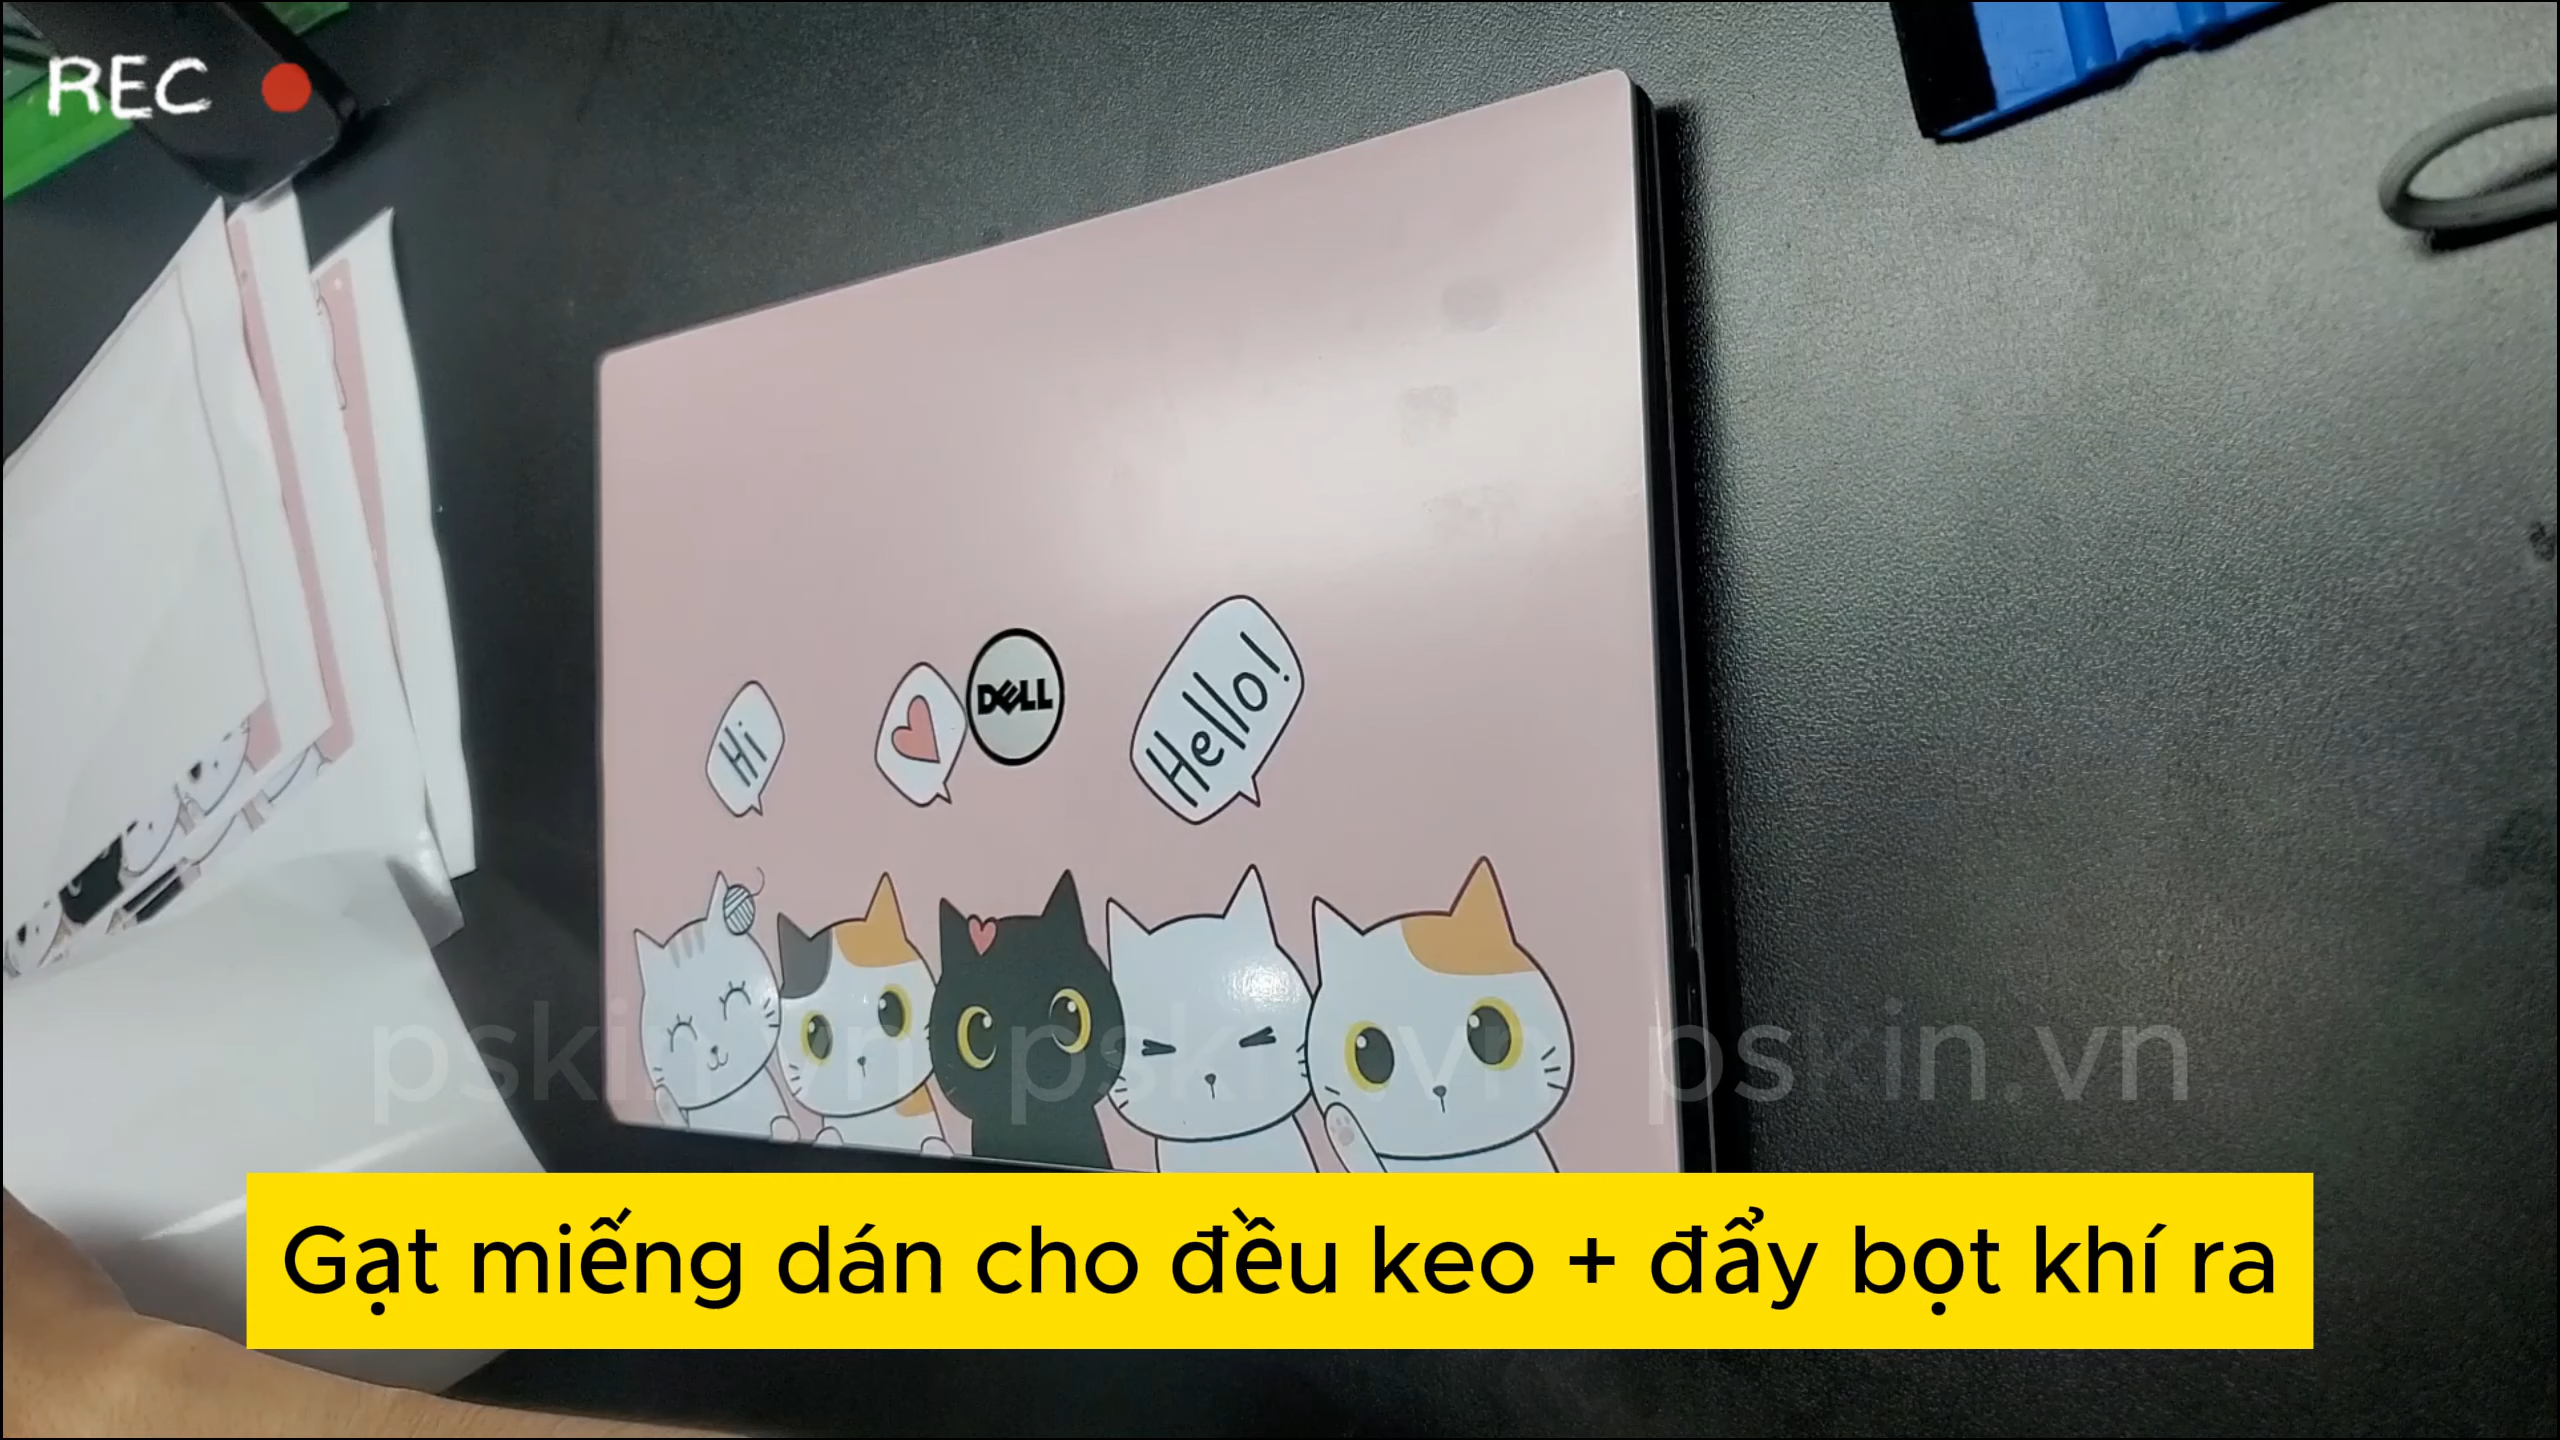 REC
Hi
DELL
Hello!
pskin.vn pskin.vn pskin.vn
Gạt miếng dán cho đều keo + đẩy bọt khí ra